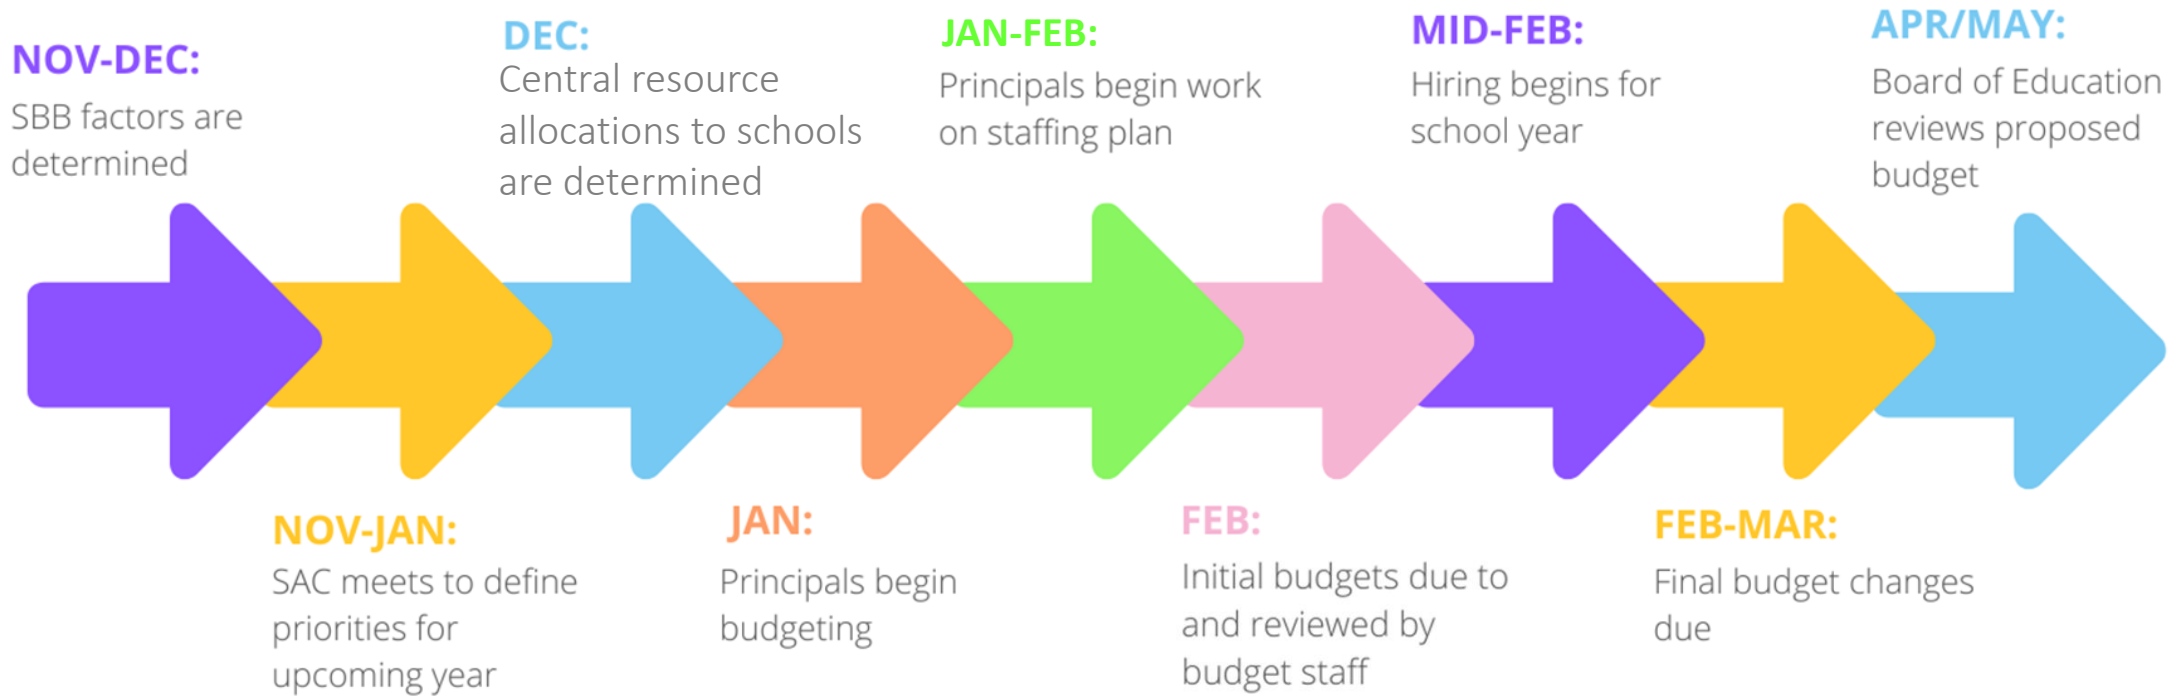 NOV-DEC:
SBB factors are
determined
NOV-JAN:
SAC meets to define
priorities for
upcoming year
DEC:
Central resource
allocations to schools
are determined
JAN:
Principals begin
budgeting
JAN-FEB:
Principals begin work
on staffing plan
FEB:
Initial budgets due to
and reviewed by
budget staff
MID-FEB:
Hiring begins for
school year
FEB-MAR:
Final budget changes
due
APR/MAY:
Board of Education
reviews proposed
budget